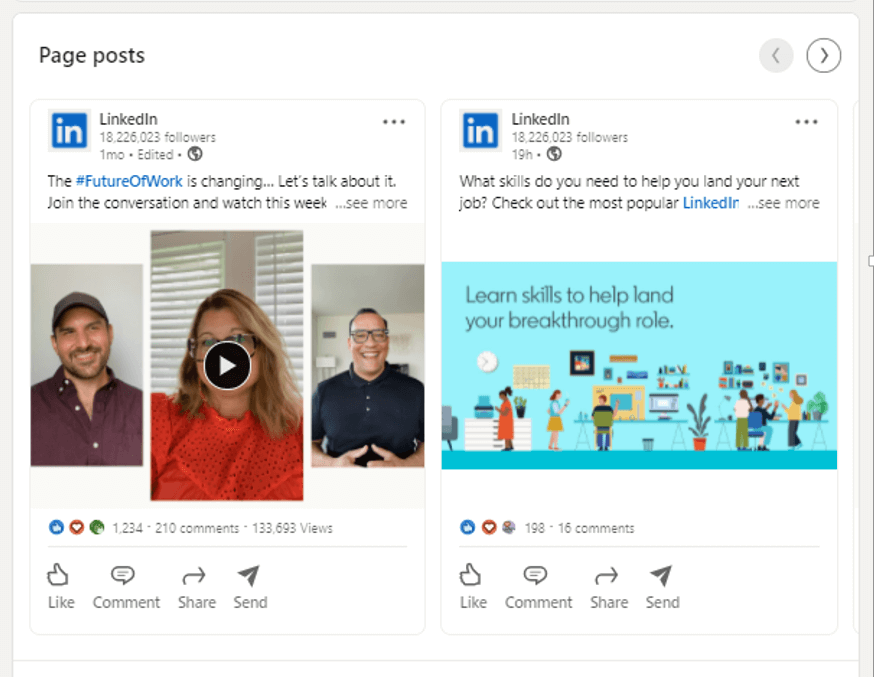 Page posts
LinkedIn
18,226,023 followers
1mo • Edited •
The #FutureOfWork is changing... Let's talk about it.
Join the conversation and watch this week ...see more
1,234 · 210 comments · 133,693 Views
Like Comment Share Send
LinkedIn
18,226,023 followers
19h •
What skills do you need to help you land your next
job? Check out the most popular LinkedIn ...see more
Learn skills to help land
your breakthrough role.
198 · 16 comments
Like Comment Share Send